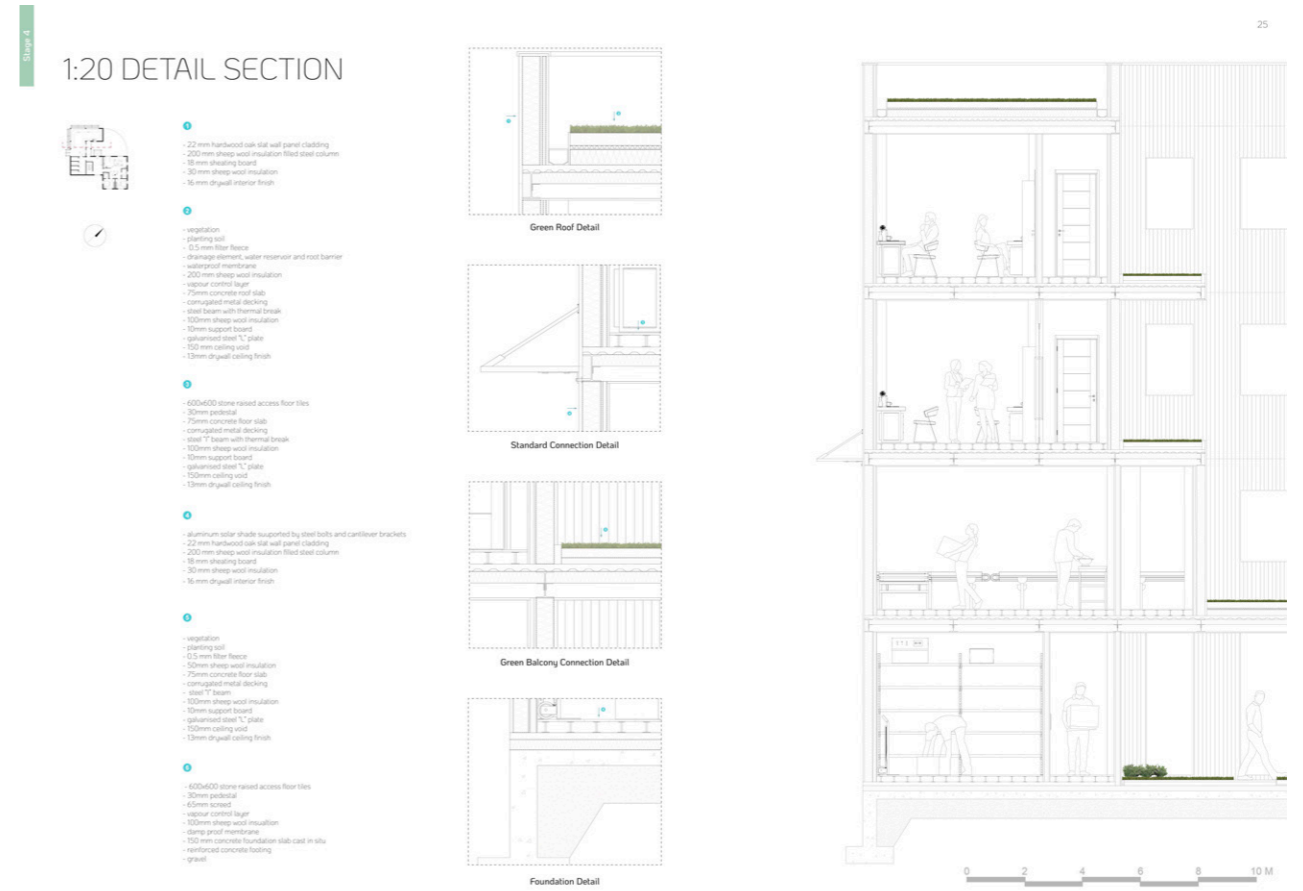 Stage 4
25
1:20 DETAIL SECTION
1
- 22 mm hardwood oak slat wall panel cladding
- 200 mm sheep wool insulation filled steel column
- 18 mm sheating board
- 30 mm sheep wool insulation
- 16 mm drywall interior finish
2
- vegetation
- planting soil
- 0.5 mm filter fleece
- drainage element, water reservoir and root barrier
- waterproof membrane
- 200 mm sheep wool insulation
- vapour control layer
- 75mm concrete roof slab
- corrugated metal decking
- steel beam with thermal break
- 100mm sheep wool insulation
- 10mm support board
- galvanised steel "L" plate
- 150 mm ceiling void
- 13mm drywall ceiling finish
3
- 600x600 stone raised access floor tiles
- 30mm pedestal
- 75mm concrete floor slab
- corrugated metal decking
- steel "I" beam with thermal break
- 100mm sheep wool insulation
- 10mm support board
- galvanised steel "L" plate
- 150mm ceiling void
- 13mm drywall ceiling finish
4
- aluminum solar shade suuported by steel bolts and cantilever brackets
- 22 mm hardwood oak slat wall panel cladding
- 200 mm sheep wool insulation filled steel column
- 18 mm sheating board
- 30 mm sheep wool insulation
- 16 mm drywall interior finish
5
- vegetation
- planting soil
- 0.5 mm filter fleece
- 50mm sheep wool insulation
- 75mm concrete floor slab
- corrugated metal decking
- steel "I" beam
- 100mm sheep wool insulation
- 10mm support board
- galvanised steel "L" plate
- 150mm ceiling void
- 13mm drywall ceiling finish
6
- 600x600 stone raised access floor tiles
- 30mm pedestal
- 65mm screed
- vapour control layer
- 100mm sheep wool insualtion
- damp proof membrane
- 150 mm concrete foundation slab cast in situ
- reinforced concrete footing
- gravel
Green Roof Detail
Standard Connection Detail
Green Balcony Connection Detail
Foundation Detail
0 2 4 6 8 10 M